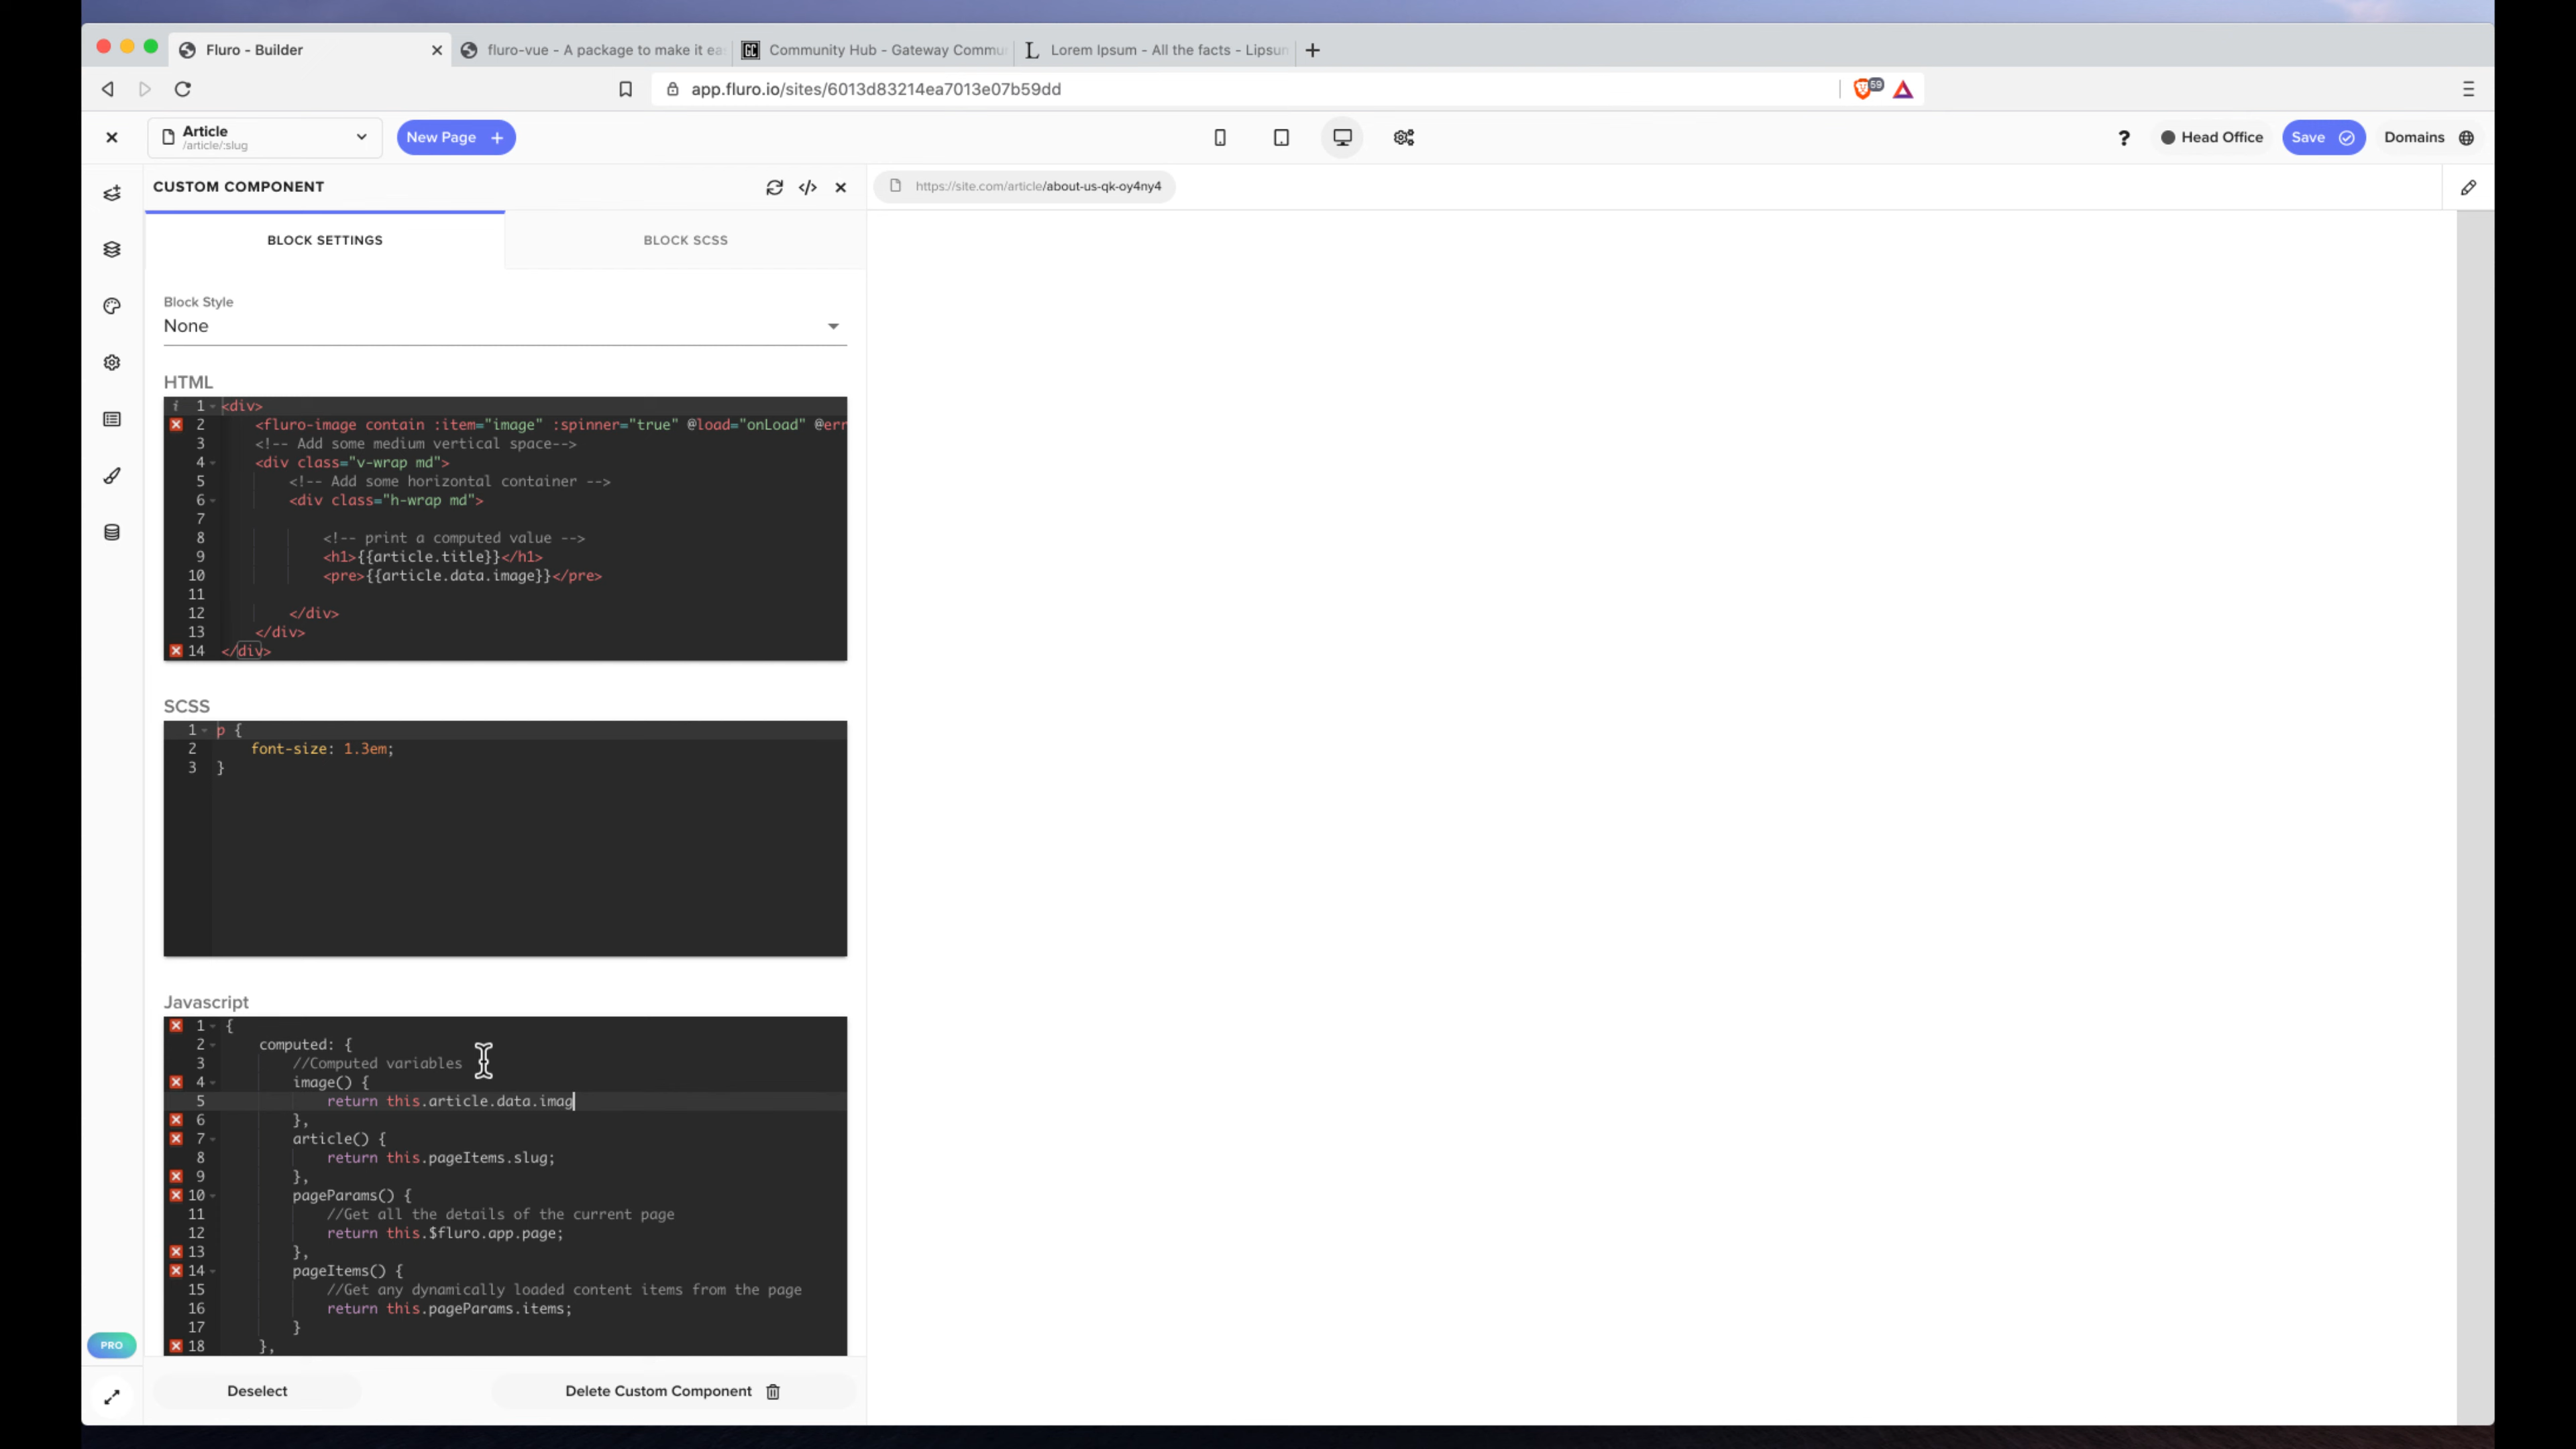 Fluro - Builder
fluro-vue - A package to make it ea
Community Hub - Gateway Commu
Lorem Ipsum - All the facts - Lipsum
app.fluro.io/sites/6013d83214ea7013e07b59dd
59
Article
/article/:slug
New Page +
?
Head Office
Save
Domains
CUSTOM COMPONENT
https://site.com/article/about-us-qk-oy4ny4
BLOCK SETTINGS
BLOCK SCSS
Block Style
None
HTML
1 <div>
2 <fluro-image contain :item="image" :spinner="true" @load="onLoad" @err
3 <!-- Add some medium vertical space-->
4 <div class="v-wrap md">
5 <!-- Add some horizontal container -->
6 <div class="h-wrap md">
7
8 <!-- print a computed value -->
9 <h1>{{article.title}}</h1>
10 <pre>{{article.data.image}}</pre>
11
12 </div>
13 </div>
14 </div>
SCSS
1 p {
2 font-size: 1.3em;
3 }
Javascript
1 {
2 computed: {
3 //Computed variables
4 image() {
5 return this.article.data.imag
6 },
7 article() {
8 return this.pageItems.slug;
9 },
10 pageParams() {
11 //Get all the details of the current page
12 return this.$fluro.app.page;
13 },
14 pageItems() {
15 //Get any dynamically loaded content items from the page
16 return this.pageParams.items;
17 }
18 },
PRO
Deselect
Delete Custom Component